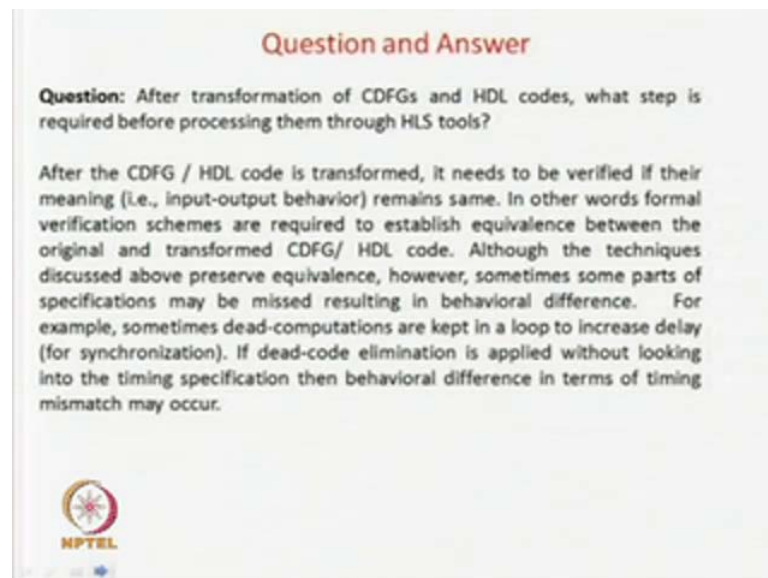 Question and Answer
Question: After transformation of CDFGs and HDL codes, what step is
required before processing them through HLS tools?
After the CDFG / HDL code is transformed, it needs to be verified if their
meaning (i.e., input-output behavior) remains same. In other words formal
verification schemes are required to establish equivalence between the
original and transformed CDFG/ HDL code. Although the techniques
discussed above preserve equivalence, however, sometimes some parts of
specifications may be missed resulting in behavioral difference. For
example, sometimes dead-computations are kept in a loop to increase delay
(for synchronization). If dead-code elimination is applied without looking
into the timing specification then behavioral difference in terms of timing
mismatch may occur.
NPTEL